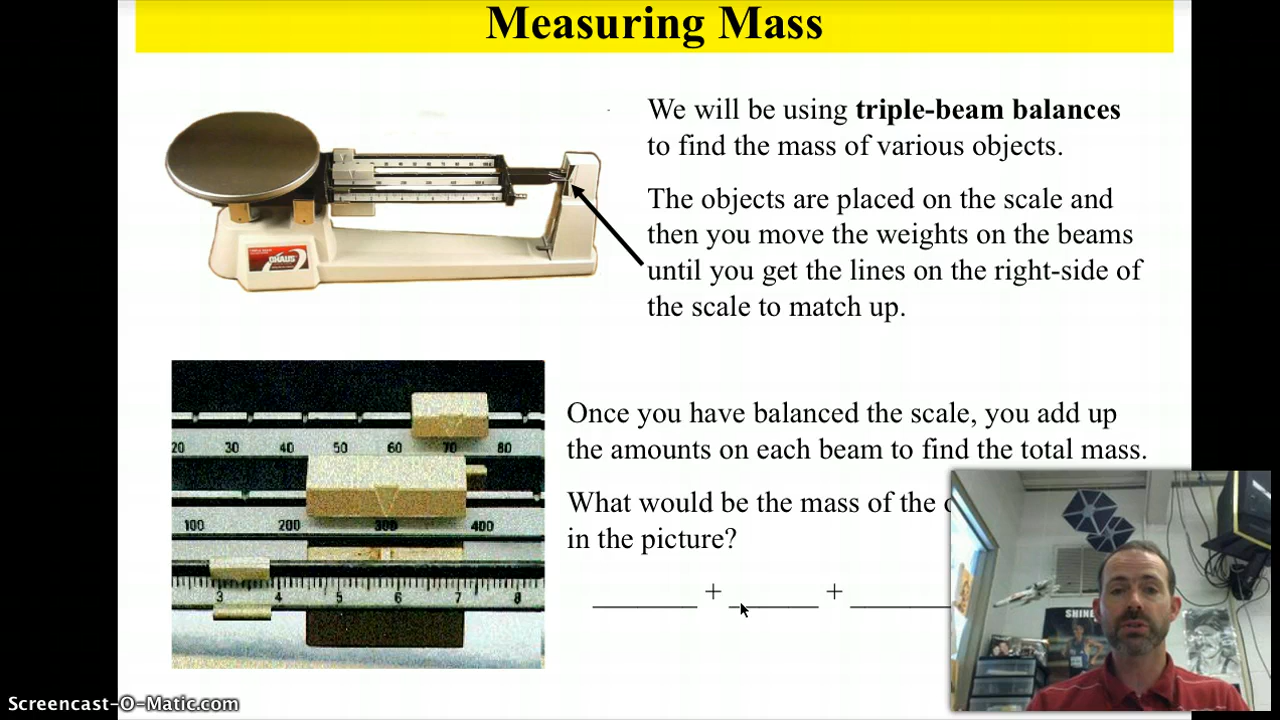 Measuring Mass
We will be using triple-beam balances
to find the mass of various objects.
The objects are placed on the scale and
then you move the weights on the beams
until you get the lines on the right-side of
the scale to match up.
OHAUS
20 30 40 50 60 70 80
100 200 300 400
3 4 5 6 7 8
Once you have balanced the scale, you add up
the amounts on each beam to find the total mass.
What would be the mass of the
in the picture?
________ + _______ + ________
SHINE
Screencast-O-Matic.com